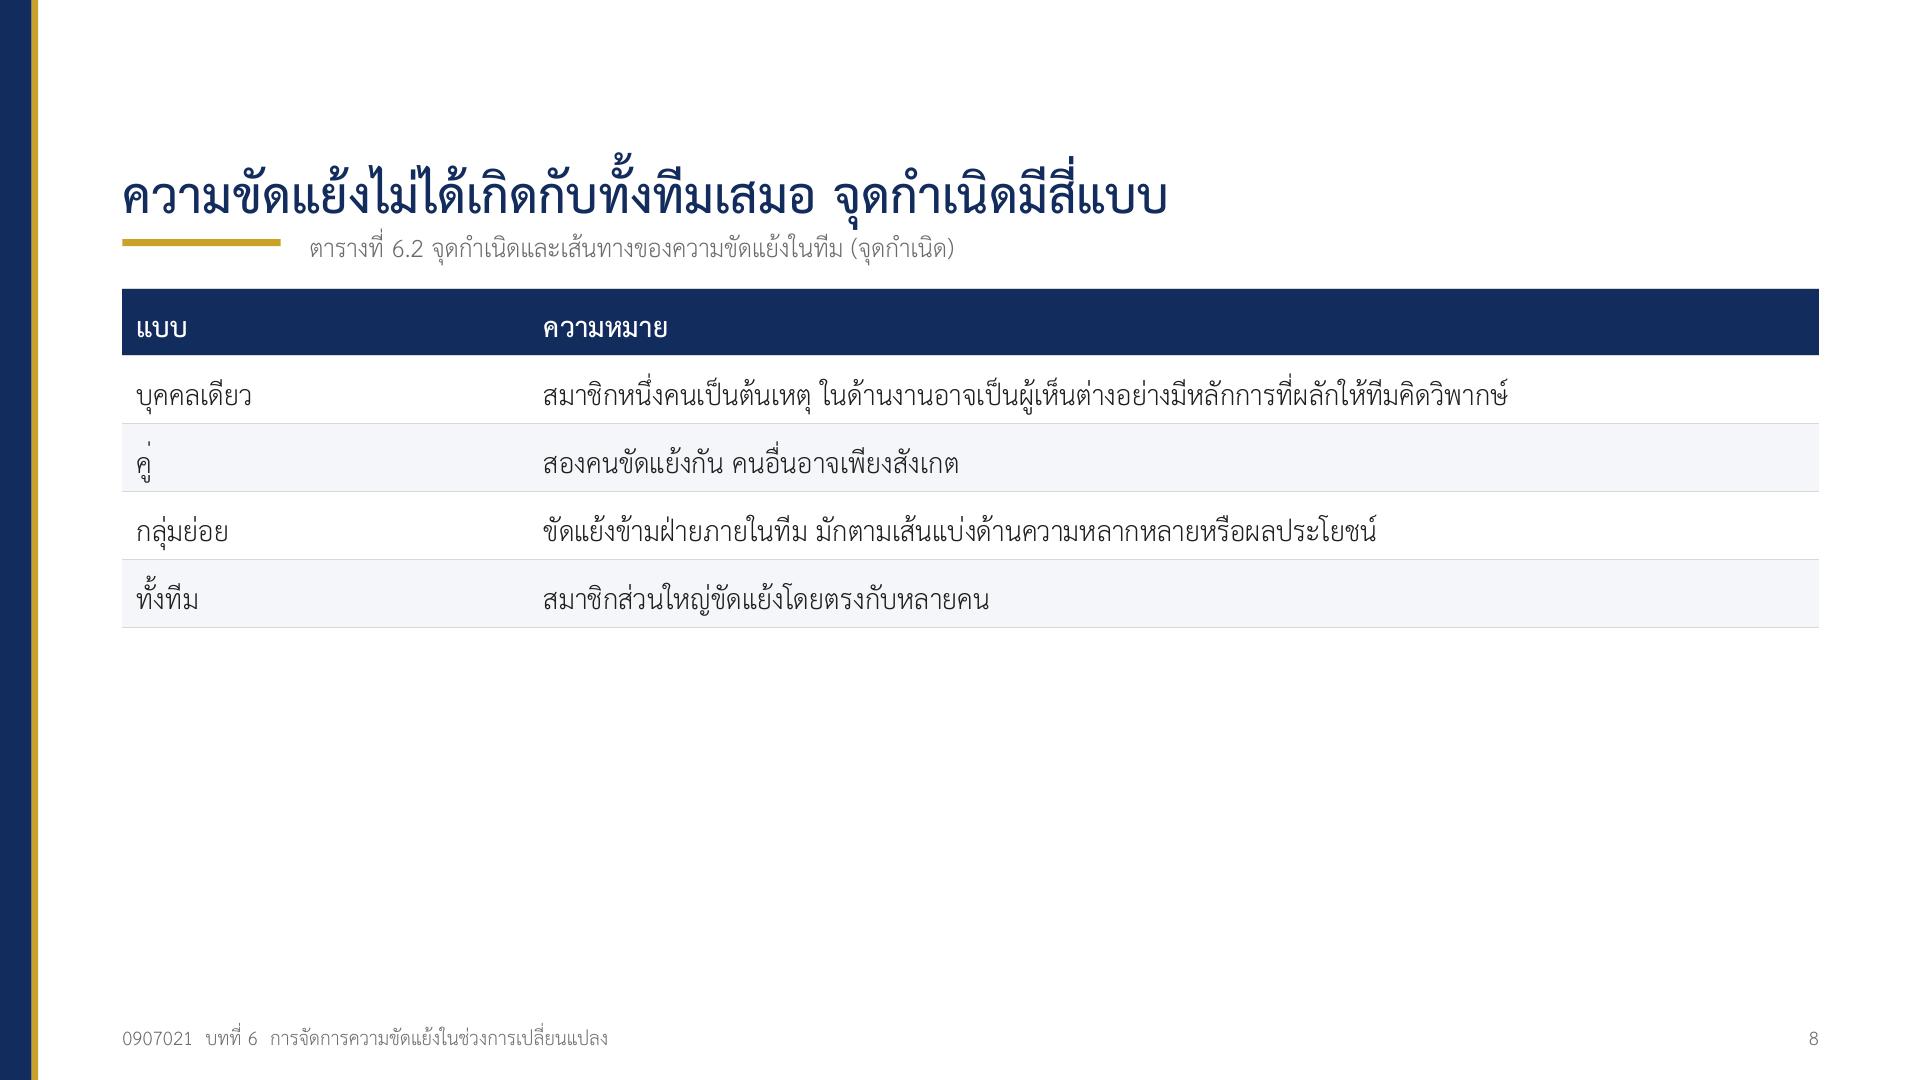 ความขัดแย้งไม่ได้เกิดกับทั้งทีมเสมอ จุดกำเนิดมีสี่แบบ
ตารางที่ 6.2 จุดกำเนิดและเส้นทางของความขัดแย้งในทีม (จุดกำเนิด)
แบบ ความหมาย
บุคคลเดียว สมาชิกหนึ่งคนเป็นต้นเหตุ ในด้านงานอาจเป็นผู้เห็นต่างอย่างมีหลักการที่ผลักให้ทีมคิดวิพากษ์
คู่ สองคนขัดแย้งกัน คนอื่นอาจเพียงสังเกต
กลุ่มย่อย ขัดแย้งข้ามฝ่ายภายในทีม มักตามเส้นแบ่งด้านความหลากหลายหรือผลประโยชน์
ทั้งทีม สมาชิกส่วนใหญ่ขัดแย้งโดยตรงกับหลายคน
0907021 บทที่ 6 การจัดการความขัดแย้งในช่วงการเปลี่ยนแปลง 8